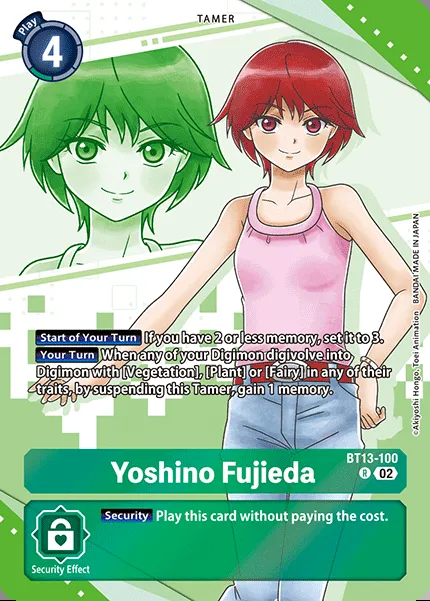 TAMER
Play
4
Start of Your Turn If you have 2 or less memory, set it to 3.
Your Turn When any of your Digimon digivolve into
Digimon with [Vegetation], [Plant] or [Fairy] in any of their
traits, by suspending this Tamer, gain 1 memory.
©Akiyoshi Hongo, Toei Animation BANDAI MADE IN JAPAN
BT13-100
Yoshino Fujieda
R 02
Security Play this card without paying the cost.
Security Effect